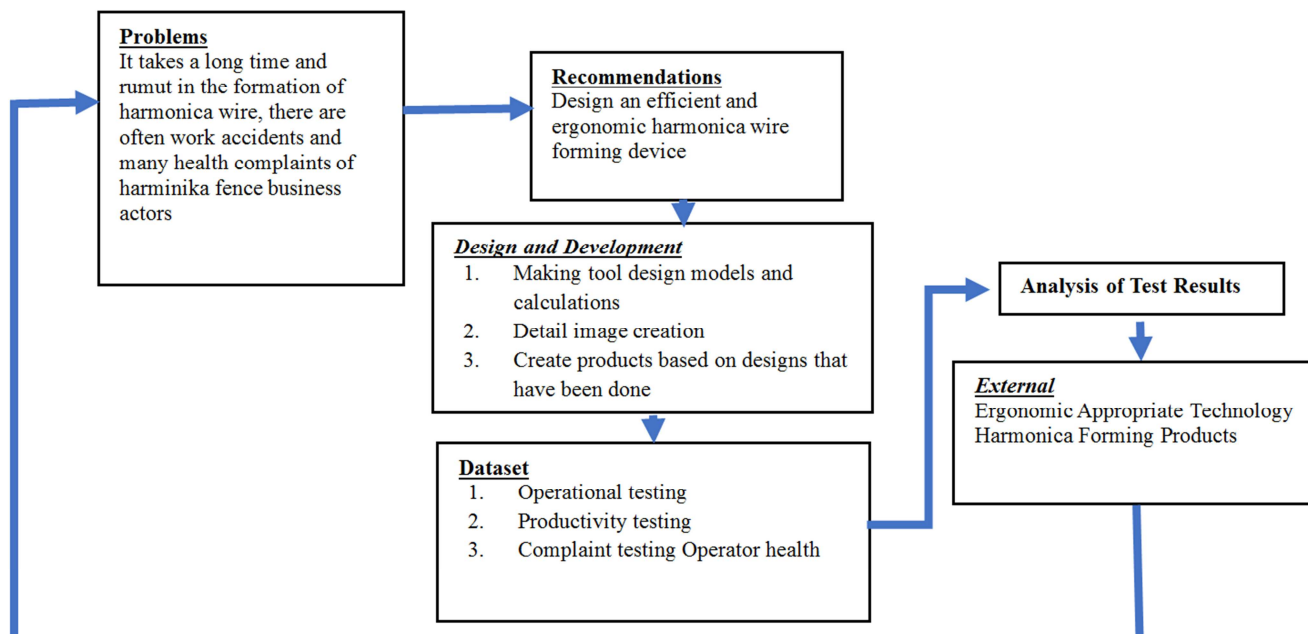 Problems
It takes a long time and
rumut in the formation of
harmonica wire, there are
often work accidents and
many health complaints of
harminika fence business
actors
Recommendations
Design an efficient and
ergonomic harmonica wire
forming device
Design and Development
1. Making tool design models and
calculations
2. Detail image creation
3. Create products based on designs that
have been done
Dataset
1. Operational testing
2. Productivity testing
3. Complaint testing Operator health
Analysis of Test Results
External
Ergonomic Appropriate Technology
Harmonica Forming Products